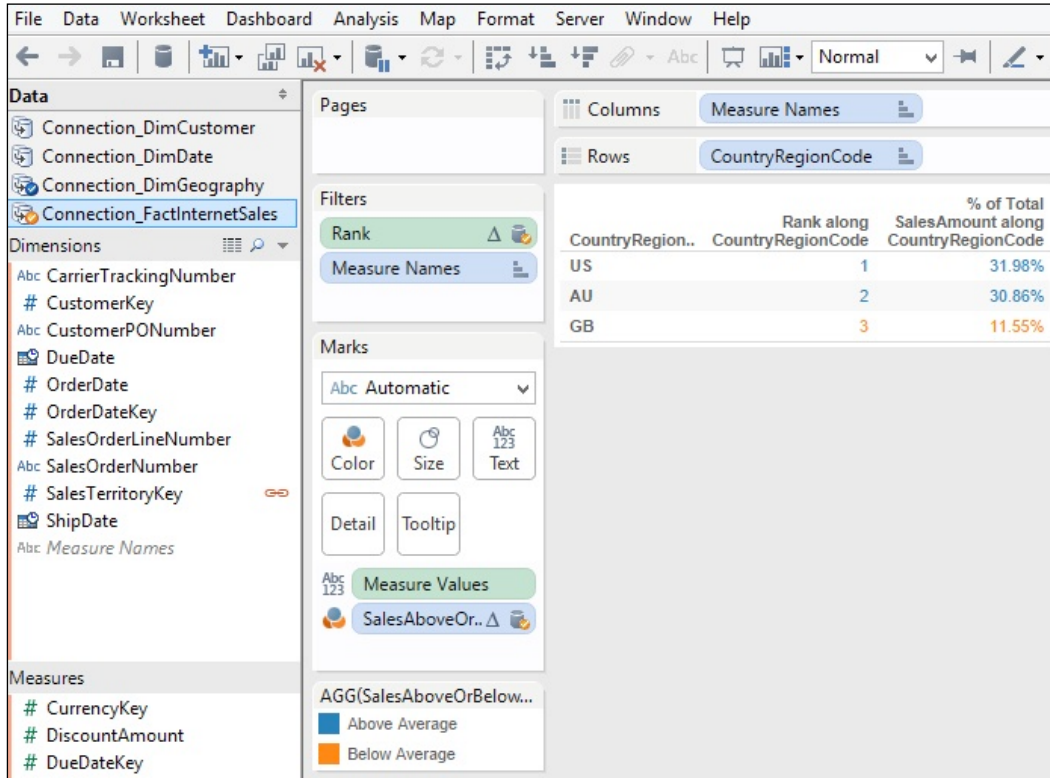 File Data Worksheet Dashboard Analysis Map Format Server Window Help
Abc Normal
Data
Connection_DimCustomer
Connection_DimDate
Connection_DimGeography
Connection_FactInternetSales
Dimensions
Abc CarrierTrackingNumber
# CustomerKey
Abc CustomerPONumber
DueDate
# OrderDate
# OrderDateKey
# SalesOrderLineNumber
Abc SalesOrderNumber
# SalesTerritoryKey
ShipDate
Abc Measure Names
Measures
# CurrencyKey
# DiscountAmount
# DueDateKey
Pages
Filters
Rank Δ
Measure Names
Marks
Abc Automatic
Abc
123
Color Size Text
Detail Tooltip
Abc
123 Measure Values
SalesAboveOr.. Δ
AGG(SalesAboveOrBelow...
Above Average
Below Average
Columns Measure Names
Rows CountryRegionCode
% of Total
Rank along SalesAmount along
CountryRegion.. CountryRegionCode CountryRegionCode
US 1 31.98%
AU 2 30.86%
GB 3 11.55%